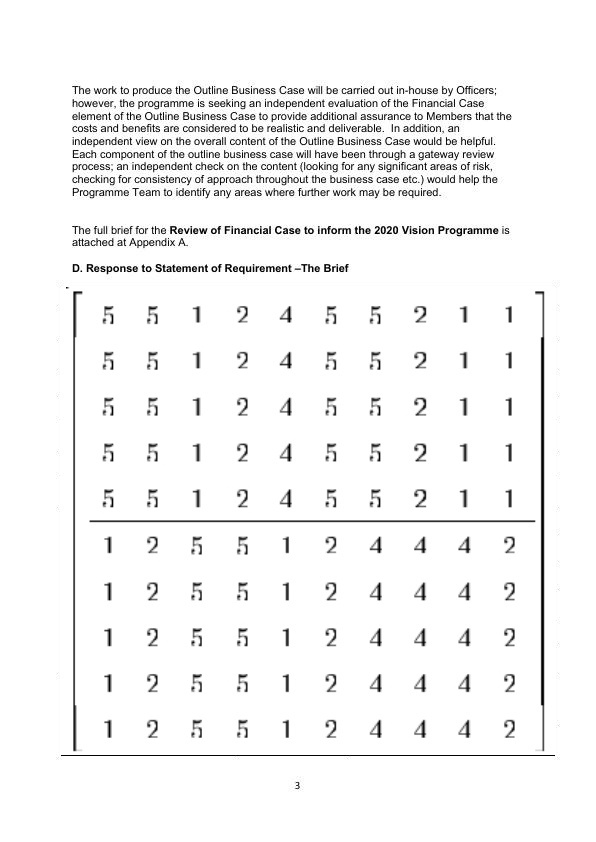 The work to produce the Outline Business Case will be carried out in-house by Officers;
however, the programme is seeking an independent evaluation of the Financial Case
element of the Outline Business Case to provide additional assurance to Members that the
costs and benefits are considered to be realistic and deliverable.  In addition, an
independent view on the overall content of the Outline Business Case would be helpful.
Each component of the outline business case will have been through a gateway review
process; an independent check on the content (looking for any significant areas of risk,
checking for consistency of approach throughout the business case etc.) would help the
Programme Team to identify any areas where further work may be required.
The full brief for the Review of Financial Case to inform the 2020 Vision Programme is
attached at Appendix A.
D. Response to Statement of Requirement –The Brief
5 5 1 2 4 5 5 2 1 1
5 5 1 2 4 5 5 2 1 1
5 5 1 2 4 5 5 2 1 1
5 5 1 2 4 5 5 2 1 1
5 5 1 2 4 5 5 2 1 1
1 2 5 5 1 2 4 4 4 2
1 2 5 5 1 2 4 4 4 2
1 2 5 5 1 2 4 4 4 2
1 2 5 5 1 2 4 4 4 2
1 2 5 5 1 2 4 4 4 2
3